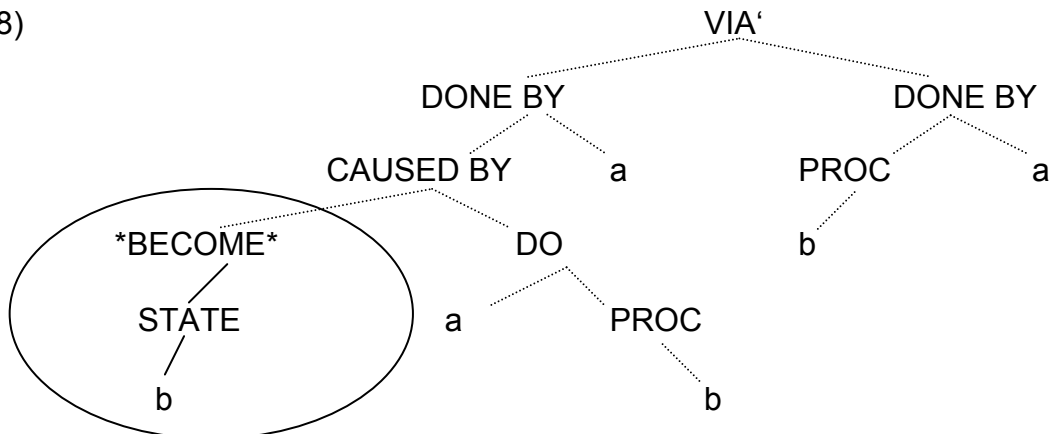 8) VIA‘
DONE BY DONE BY
CAUSED BY a PROC a
*BECOME* DO b
STATE a PROC
b b